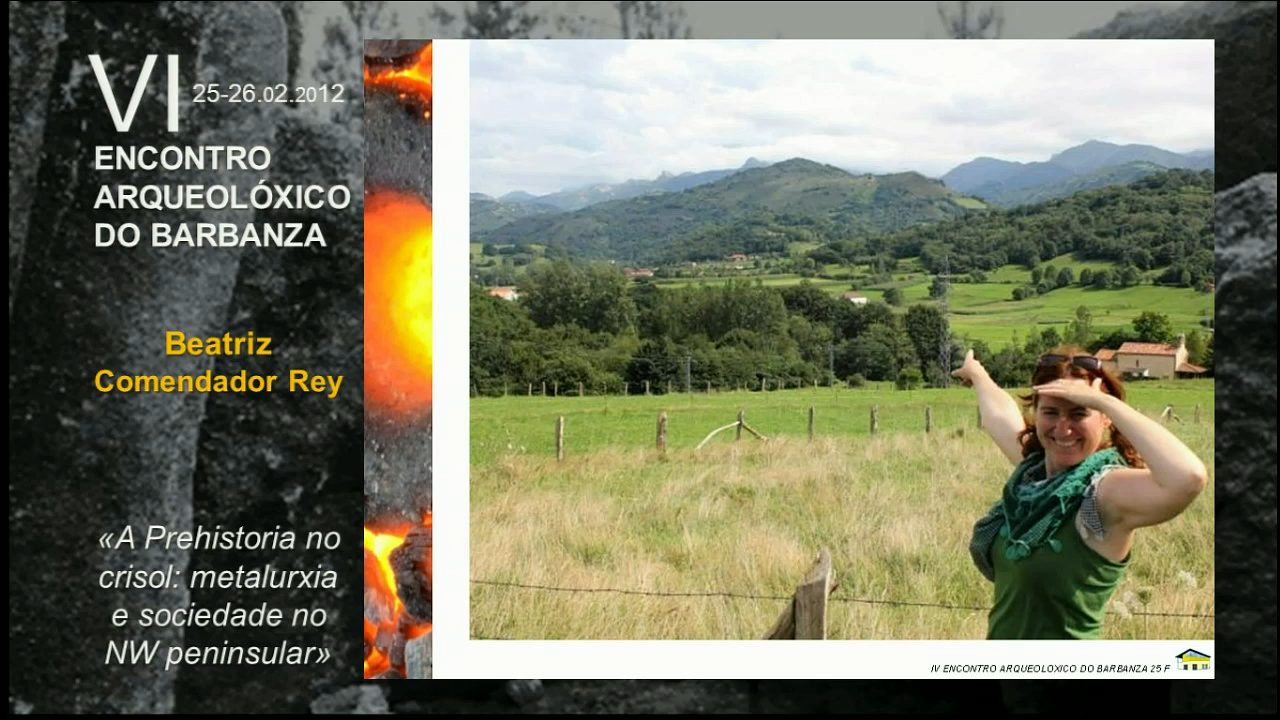 VI 25-26.02.2012
ENCONTRO
ARQUEOLÓXICO
DO BARBANZA
Beatriz
Comendador Rey
«A Prehistoria no
crisol: metalurxia
e sociedade no
NW peninsular»
IV ENCONTRO ARQUEOLOXICO DO BARBANZA 25 F